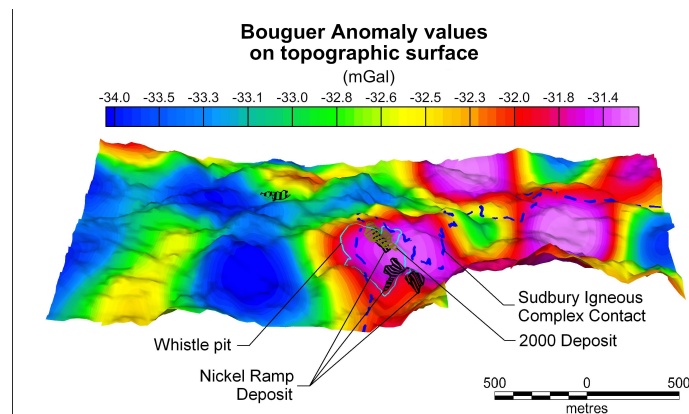 Bouguer Anomaly values
on topographic surface
(mGal)
-34.0 -33.5 -33.3 -33.1 -33.0 -32.8 -32.6 -32.5 -32.3 -32.0 -31.8 -31.4
Sudbury Igneous
Complex Contact
Whistle pit
2000 Deposit
Nickel Ramp
Deposit
500 0 500
metres